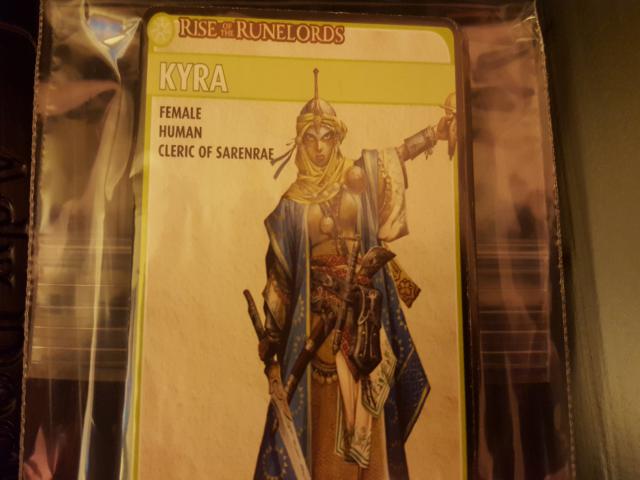 RISE OF THE RUNELORDS
KYRA
FEMALE
HUMAN
CLERIC OF SARENRAE